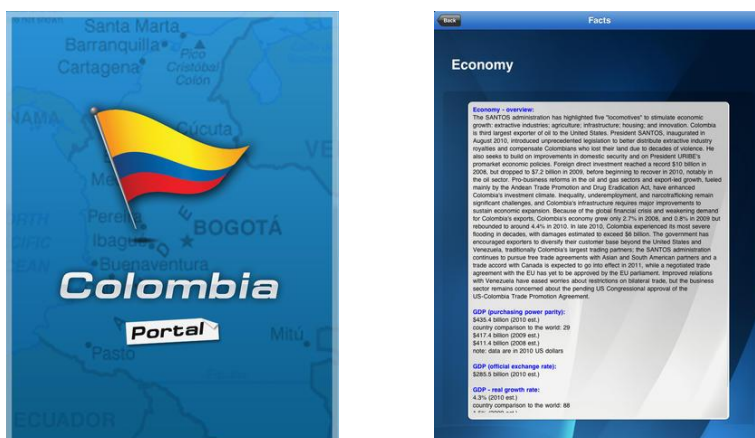 Santa Marta
Barranquilla
Pico
Cristóbal
Colón
Cartagena
NAMA
Cúcuta
VE
Me
Perei
BOGOTÁ
Ibagu
Buenaventura
Colombia
Portal
Mitú
Pasto
ECUADOR
Back
Facts
Economy
Economy - overview:
The SANTOS administration has highlighted five "locomotives" to stimulate economic
growth: extractive industries; agriculture; infrastructure; housing; and innovation. Colombia
is third largest exporter of oil to the United States. President SANTOS, inaugurated in
August 2010, introduced unprecedented legislation to better distribute extractive industry
royalties and compensate Colombians who lost their land due to decades of violence. He
also seeks to build on improvements in domestic security and on President URIBE's
promarket economic policies. Foreign direct investment reached a record $10 billion in
2008, but dropped to $7.2 billion in 2009, before beginning to recover in 2010, notably in
the oil sector. Pro-business reforms in the oil and gas sectors and export-led growth, fueled
mainly by the Andean Trade Promotion and Drug Eradication Act, have enhanced
Colombia's investment climate. Inequality, underemployment, and narcotrafficking remain
significant challenges, and Colombia's infrastructure requires major improvements to
sustain economic expansion. Because of the global financial crisis and weakening demand
for Colombia's exports, Colombia's economy grew only 2.7% in 2008, and 0.8% in 2009 but
rebounded to around 4.4% in 2010. In late 2010, Colombia experienced its most severe
flooding in decades, with damages estimated to exceed $6 billion. The government has
encouraged exporters to diversify their customer base beyond the United States and
Venezuela, traditionally Colombia's largest trading partners; the SANTOS administration
continues to pursue free trade agreements with Asian and South American partners and a
trade accord with Canada is expected to go into effect in 2011, while a negotiated trade
agreement with the EU has yet to be approved by the EU parliament. Improved relations
with Venezuela have eased worries about restrictions on bilateral trade, but the business
sector remains concerned about the pending US Congressional approval of the
US-Colombia Trade Promotion Agreement.
GDP (purchasing power parity):
$435.4 billion (2010 est.)
country comparison to the world: 29
$417.4 billion (2009 est.)
$411.4 billion (2008 est.)
note: data are in 2010 US dollars
GDP (official exchange rate):
$285.5 billion (2010 est.)
GDP - real growth rate:
4.3% (2010 est.)
country comparison to the world: 88